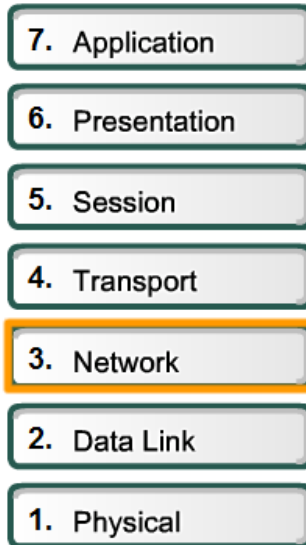 7. Application
6. Presentation
5. Session
4. Transport
3. Network
2. Data Link
1. Physical